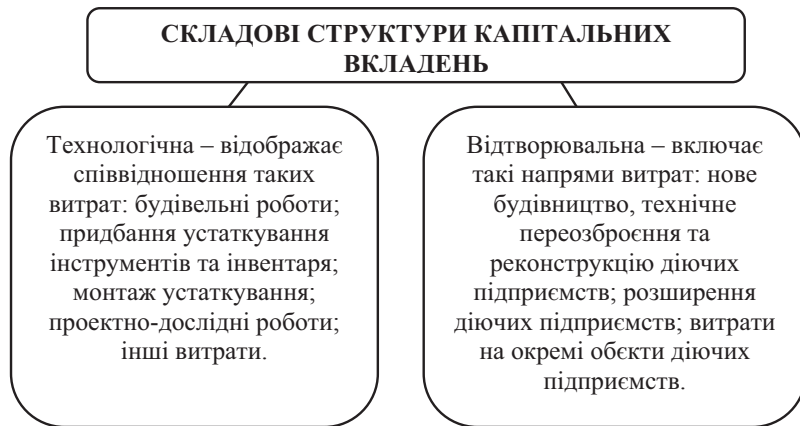 СКЛАДОВІ СТРУКТУРИ КАПІТАЛЬНИХ
ВКЛАДЕНЬ
Технологічна – відображає
співвідношення таких
витрат: будівельні роботи;
придбання устаткування
інструментів та інвентаря;
монтаж устаткування;
проектно-дослідні роботи;
інші витрати.
Відтворювальна – включає
такі напрями витрат: нове
будівництво, технічне
переозброєння та
реконструкцію діючих
підприємств; розширення
діючих підприємств; витрати
на окремі обєкти діючих
підприємств.